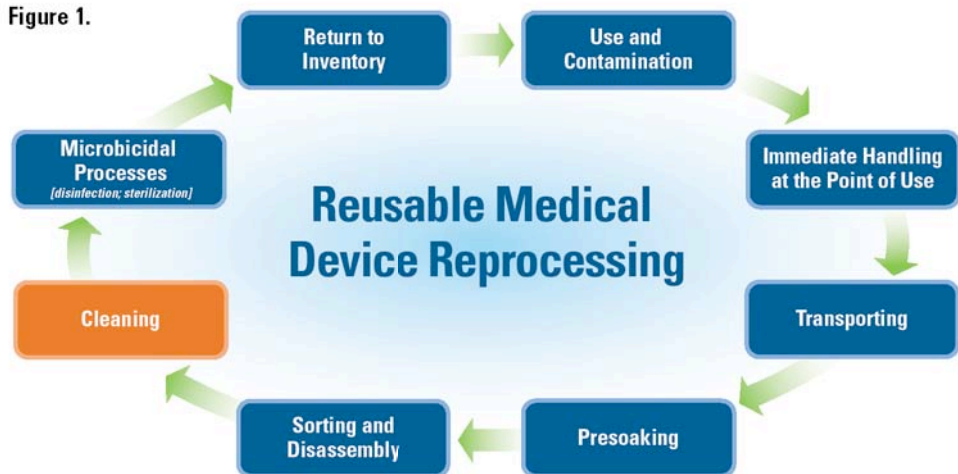 Figure 1.
Return to
Inventory
Use and
Contamination
Immediate Handling
at the Point of Use
Transporting
Presoaking
Sorting and
Disassembly
Cleaning
Microbicidal
Processes
[disinfection; sterilization]
Reusable Medical
Device Reprocessing